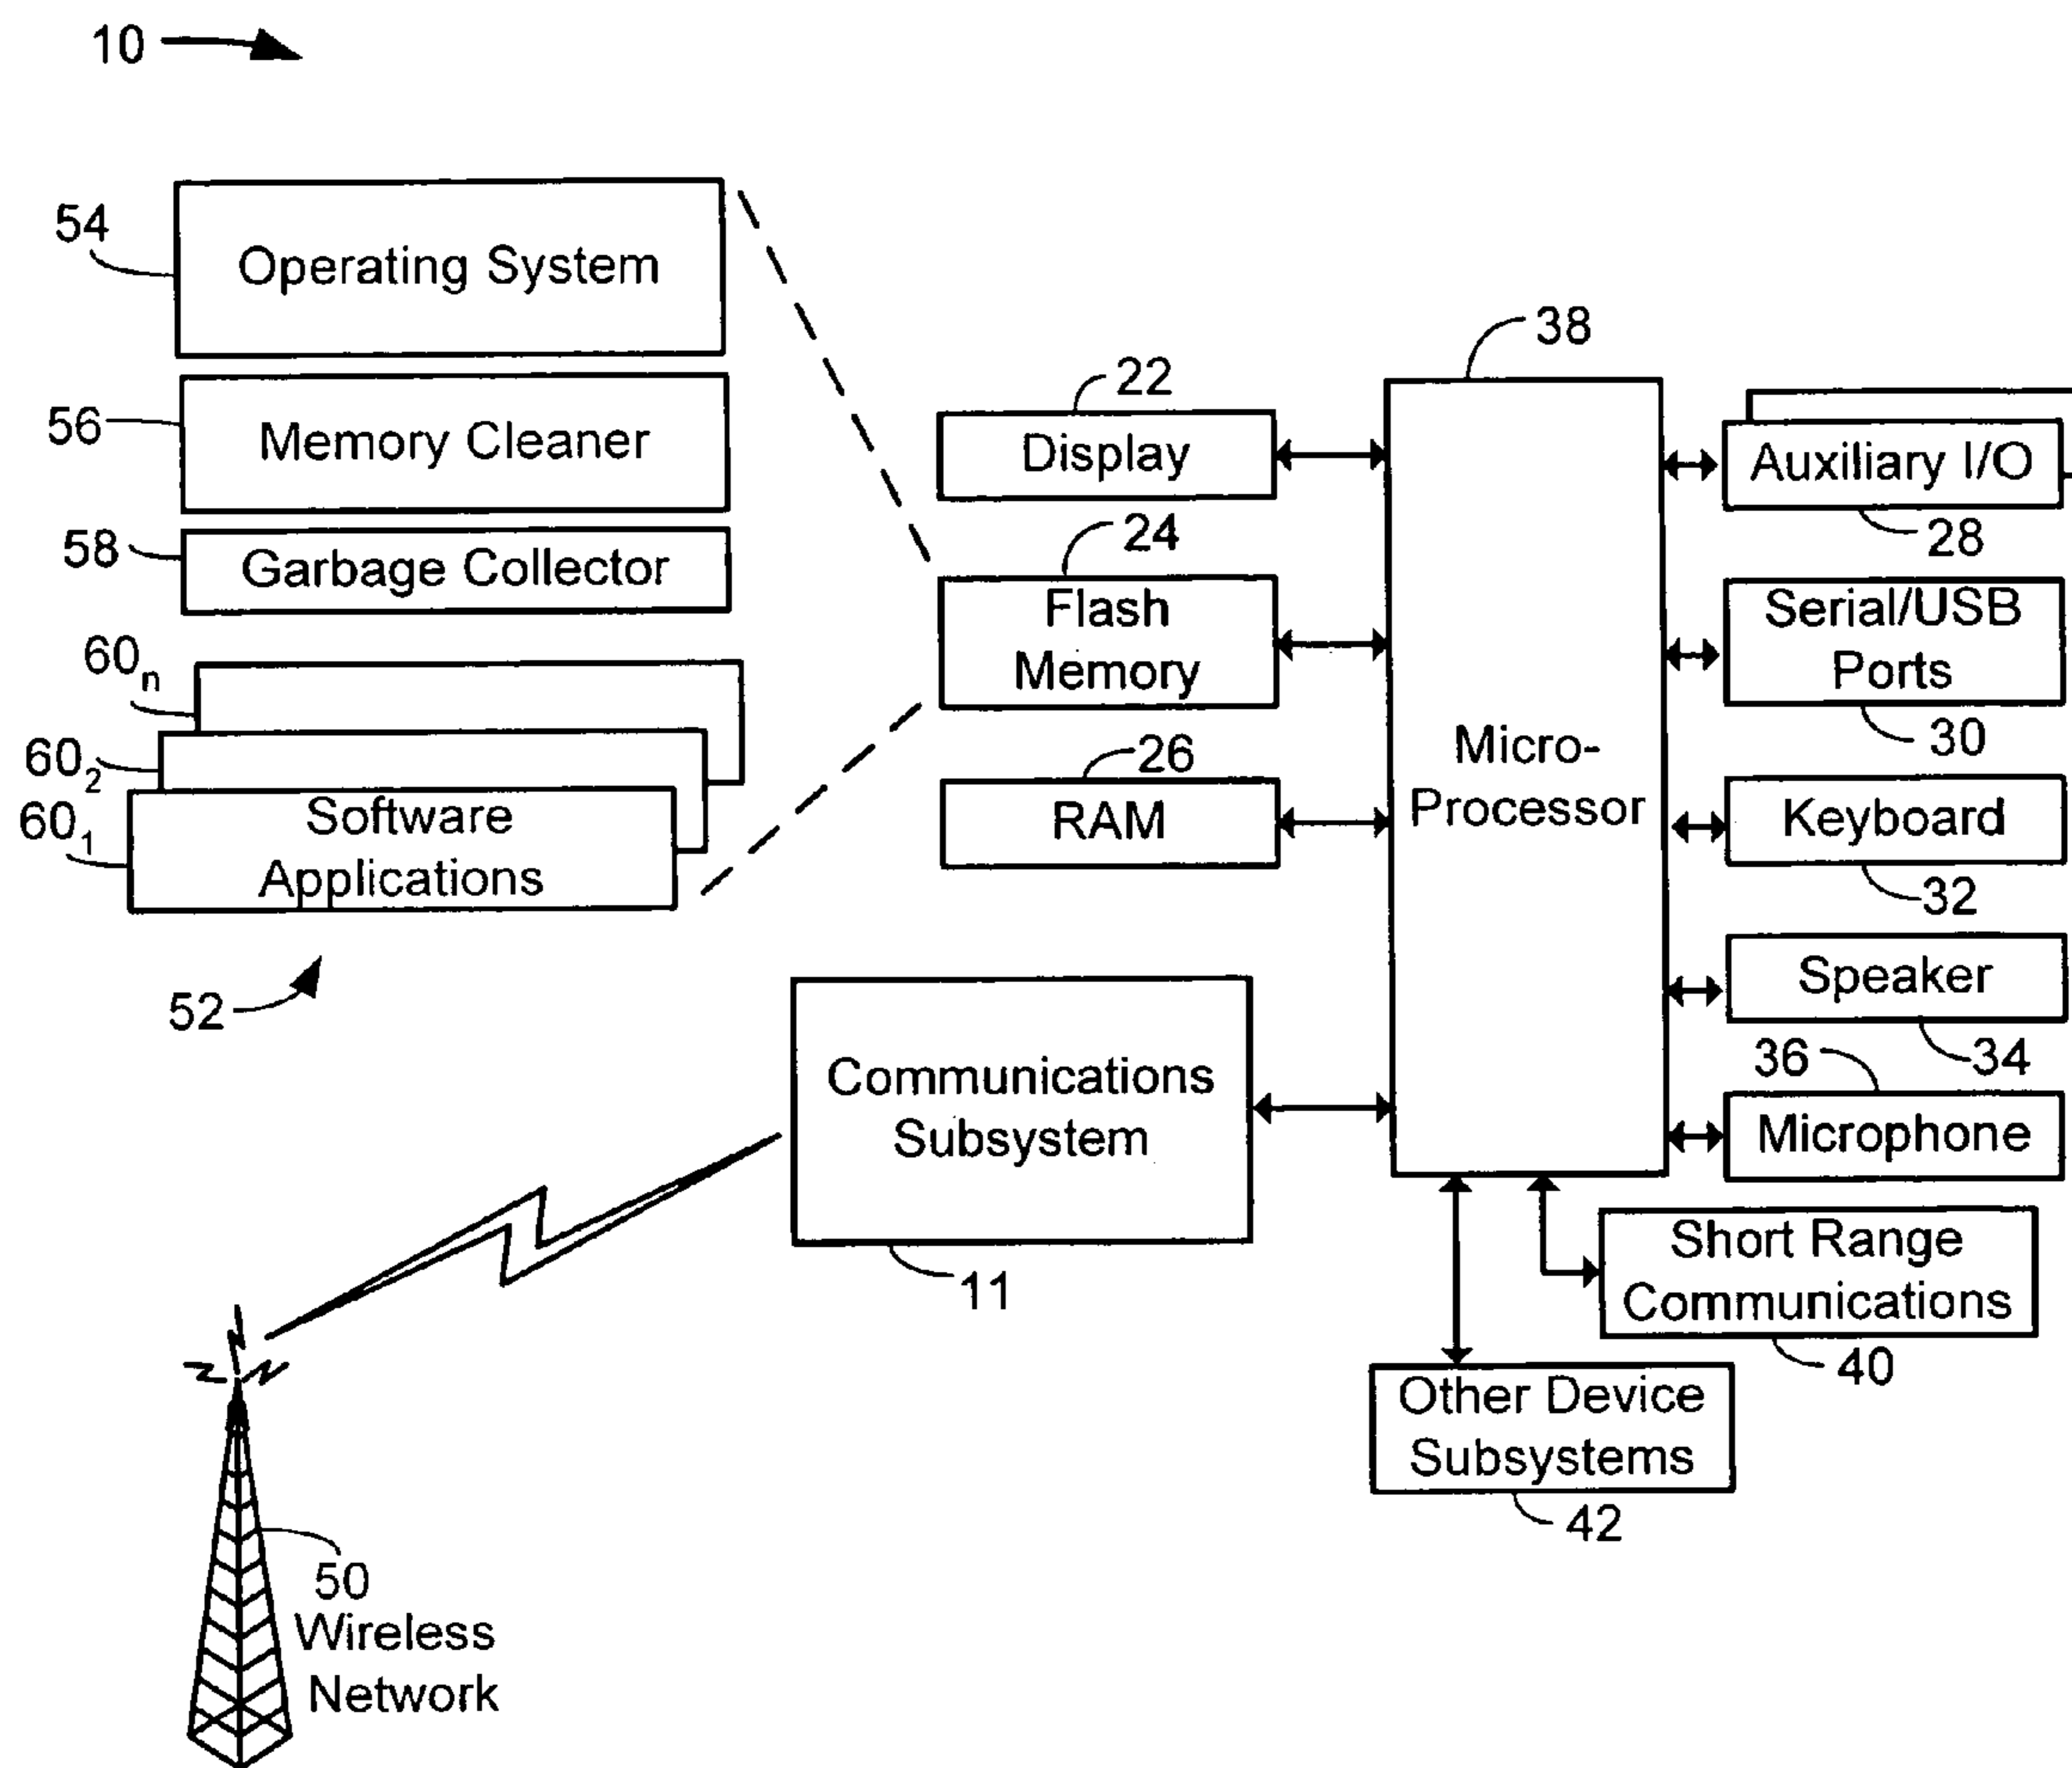 10
54
Operating System
56
Memory Cleaner
58
Garbage Collector
60n
602
601
Software
Applications
52
22
Display
24
Flash
Memory
26
RAM
38
Micro-
Processor
Auxiliary I/O
28
Serial/USB
Ports
30
Keyboard
32
Speaker
34
36
Microphone
Communications
Subsystem
11
Short Range
Communications
40
Other Device
Subsystems
42
50
Wireless
Network